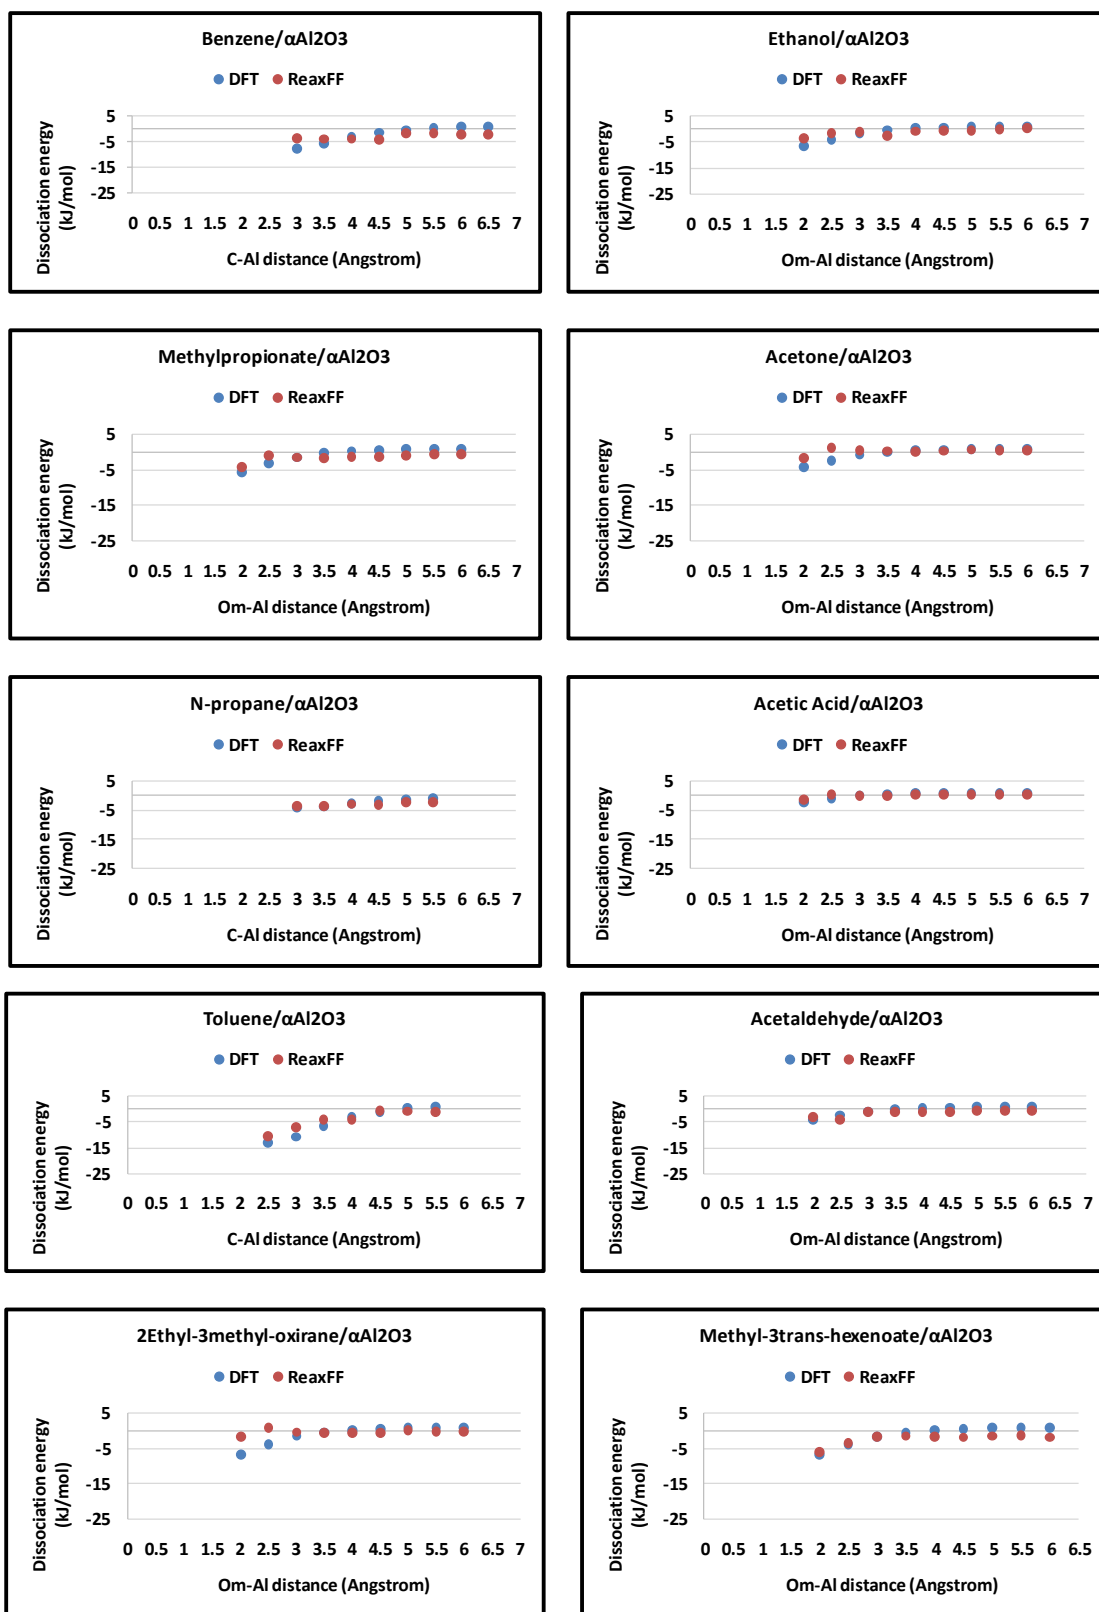 Benzene/αAl2O3
DFT ReaxFF
5
-5
-15
-25
Dissociation energy
(kJ/mol)
0 0.5 1 1.5 2 2.5 3 3.5 4 4.5 5 5.5 6 6.5 7
C-Al distance (Angstrom)
Ethanol/αAl2O3
DFT ReaxFF
5
-5
-15
-25
Dissociation energy
(kJ/mol)
0 0.5 1 1.5 2 2.5 3 3.5 4 4.5 5 5.5 6 6.5 7
Om-Al distance (Angstrom)
Methylpropionate/αAl2O3
DFT ReaxFF
5
-5
-15
-25
Dissociation energy
(kJ/mol)
0 0.5 1 1.5 2 2.5 3 3.5 4 4.5 5 5.5 6 6.5 7
Om-Al distance (Angstrom)
Acetone/αAl2O3
DFT ReaxFF
5
-5
-15
-25
Dissociation energy
(kJ/mol)
0 0.5 1 1.5 2 2.5 3 3.5 4 4.5 5 5.5 6 6.5 7
Om-Al distance (Angstrom)
N-propane/αAl2O3
DFT ReaxFF
5
-5
-15
-25
Dissociation energy
(kJ/mol)
0 0.5 1 1.5 2 2.5 3 3.5 4 4.5 5 5.5 6 6.5 7
C-Al distance (Angstrom)
Acetic Acid/αAl2O3
DFT ReaxFF
5
-5
-15
-25
Dissociation energy
(kJ/mol)
0 0.5 1 1.5 2 2.5 3 3.5 4 4.5 5 5.5 6 6.5 7
Om-Al distance (Angstrom)
Toluene/αAl2O3
DFT ReaxFF
5
-5
-15
-25
Dissociation energy
(kJ/mol)
0 0.5 1 1.5 2 2.5 3 3.5 4 4.5 5 5.5 6 6.5 7
C-Al distance (Angstrom)
Acetaldehyde/αAl2O3
DFT ReaxFF
5
-5
-15
-25
Dissociation energy
(kJ/mol)
0 0.5 1 1.5 2 2.5 3 3.5 4 4.5 5 5.5 6 6.5 7
Om-Al distance (Angstrom)
2Ethyl-3methyl-oxirane/αAl2O3
DFT ReaxFF
5
-5
-15
-25
Dissociation energy
(kJ/mol)
0 0.5 1 1.5 2 2.5 3 3.5 4 4.5 5 5.5 6 6.5 7
Om-Al distance (Angstrom)
Methyl-3trans-hexenoate/αAl2O3
DFT ReaxFF
5
-5
-15
-25
Dissociation energy
(kJ/mol)
0 0.5 1 1.5 2 2.5 3 3.5 4 4.5 5 5.5 6 6.5
Om-Al distance (Angstrom)